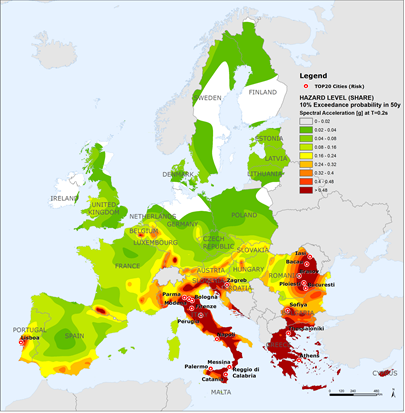 Legend
TOP20 Cities (Risk)
HAZARD LEVEL (SHARE)
10% Exceedance probability in 50y
Spectral Acceleration [g] at T=0.2s
0 - 0.02
0.02 - 0.04
0.04 - 0.08
0.08 - 0.16
0.16 - 0.24
0.24 - 0.32
0.32 - 0.4
0.4 - 0.48
> 0.48
FINLAND
SWEDEN
ESTONIA
LATVIA
LITHUANIA
DENMARK
IRELAND
UNITED
KINGDOM
NETHERLANDS
POLAND
GERMANY
BELGIUM
LUXEMBOURG
CZECH
REPUBLIC
SLOVAKIA
FRANCE
AUSTRIA
HUNGARY
Iasi
Bacau
Zagreb
Parma
Bologna
Bucuresti
Firenze
Perugia
Sofiya
PORTUGAL
Lisboa
SPAIN
Napoli
Thessaloniki
Messina
Palermo
Reggio di
Calabria
Catania
Athens
MALTA
CYPRUS